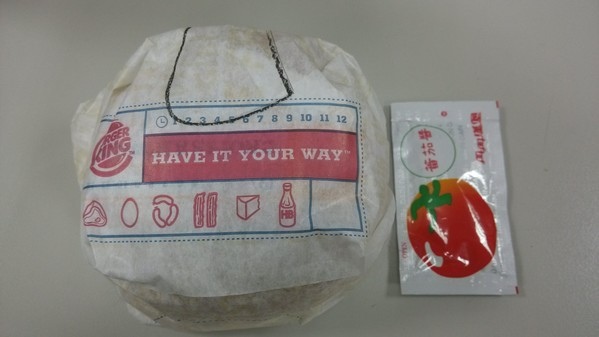 1 2 3 4 5 6 7 8 9 10 11 12
BURGER
KING
HAVE IT YOUR WAY
HB
番茄醬